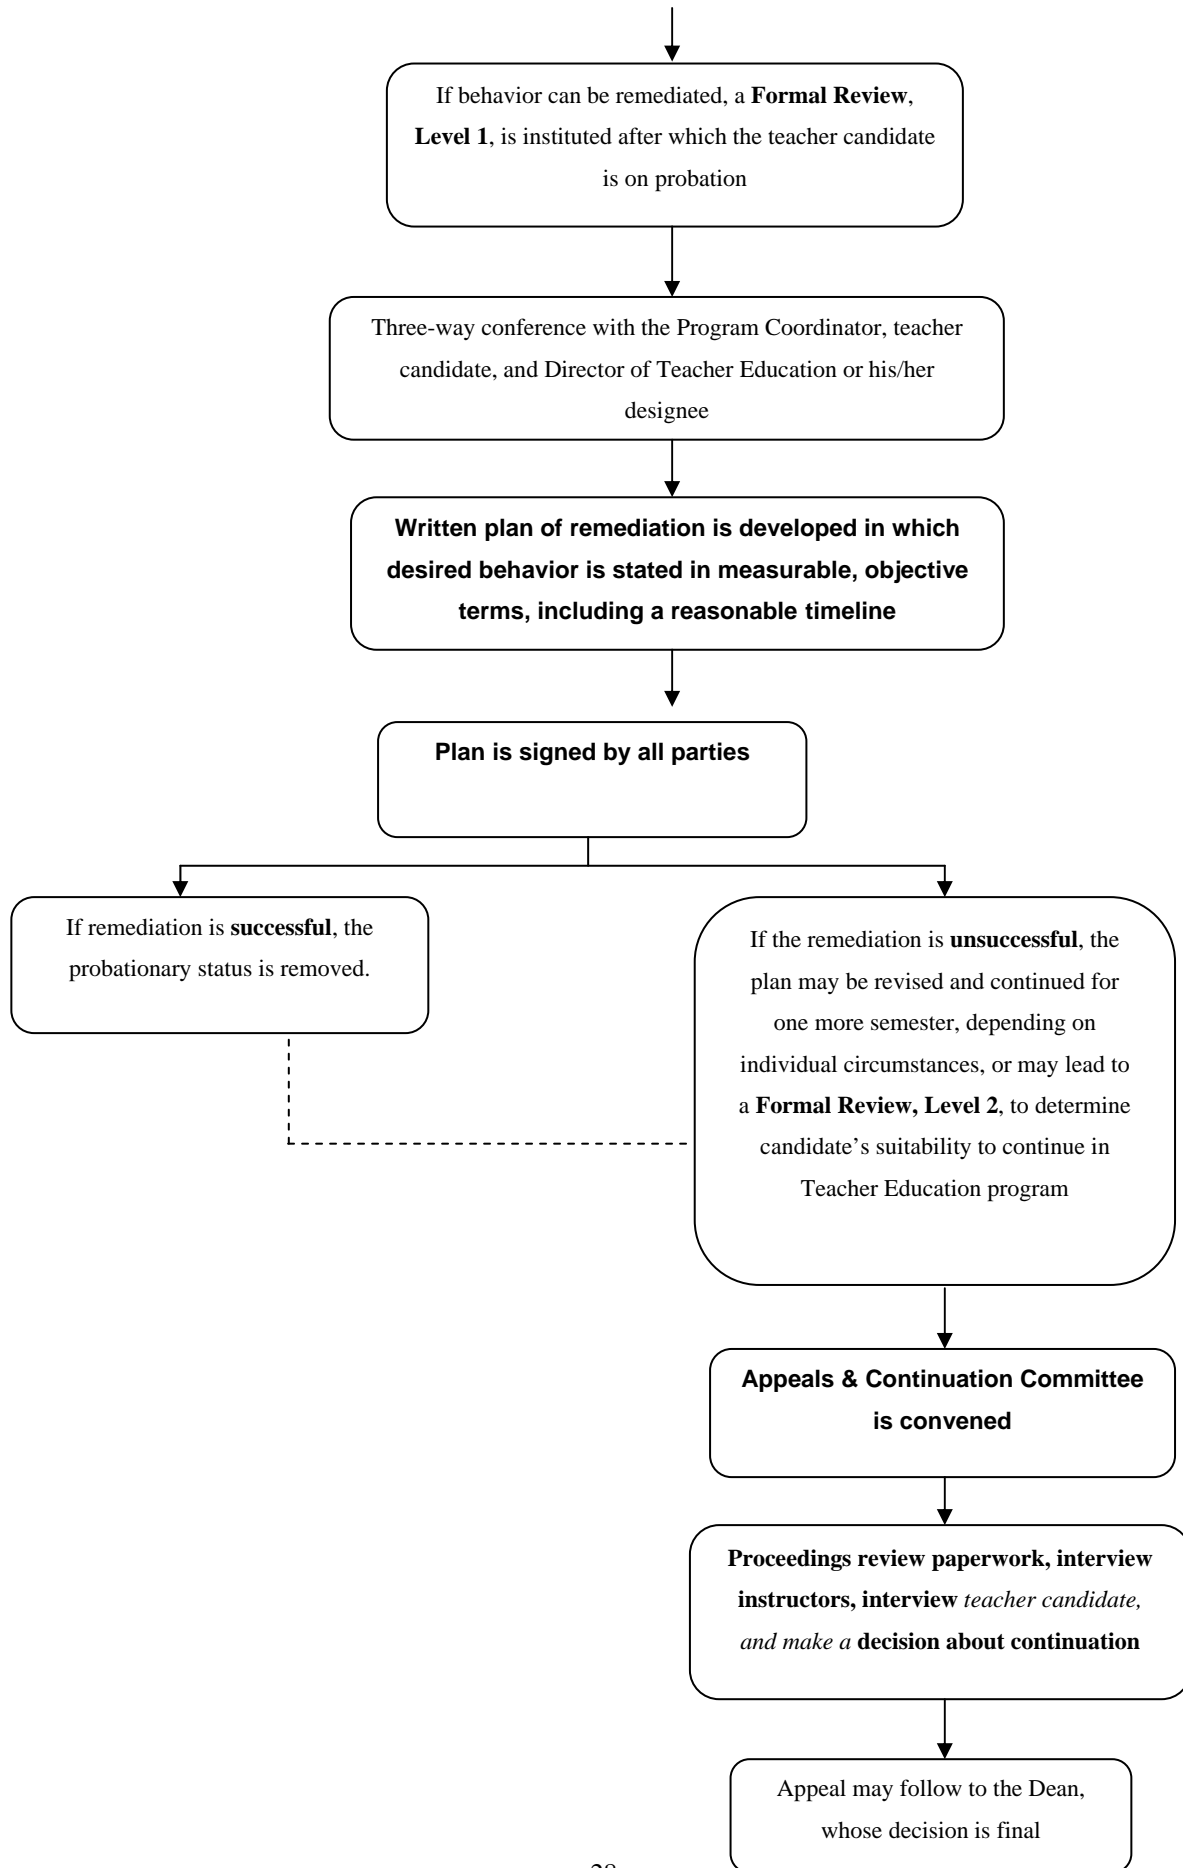 If behavior can be remediated, a Formal Review,
Level 1, is instituted after which the teacher candidate
is on probation
Three-way conference with the Program Coordinator, teacher
candidate, and Director of Teacher Education or his/her
designee
Written plan of remediation is developed in which
desired behavior is stated in measurable, objective
terms, including a reasonable timeline
Plan is signed by all parties
If remediation is successful, the
probationary status is removed.
If the remediation is unsuccessful, the
plan may be revised and continued for
one more semester, depending on
individual circumstances, or may lead to
a Formal Review, Level 2, to determine
candidate’s suitability to continue in
Teacher Education program
Appeals & Continuation Committee
is convened
Proceedings review paperwork, interview
instructors, interview teacher candidate,
and make a decision about continuation
Appeal may follow to the Dean,
whose decision is final